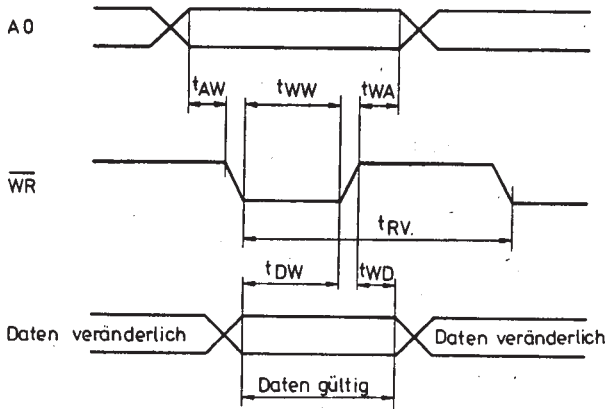 A0
tAW tWW tWA
WR
tRV.
tDW tWD
Daten veränderlich Daten veränderlich
Daten gültig